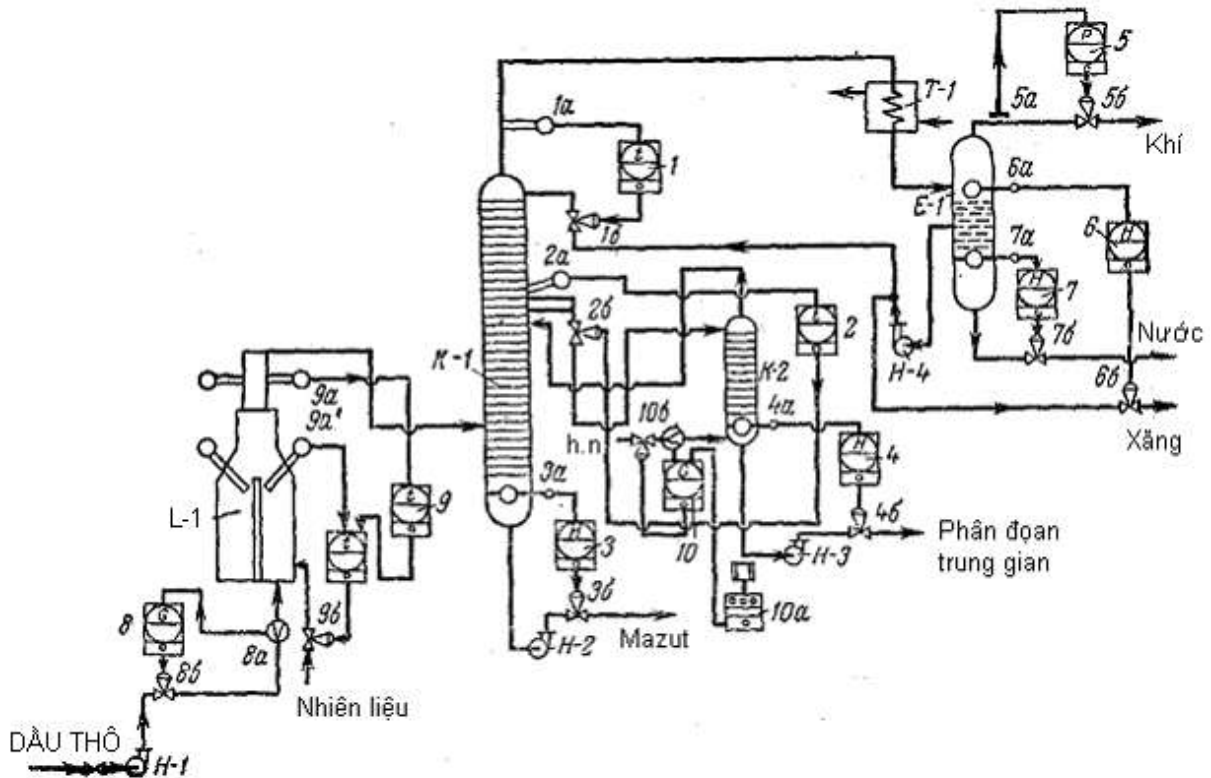 P
5
5a
5б
Khí
T-1
1a
t
1
1б
E-1
6a
6
H
7a
H
7
7б
Nước
6б
Xăng
2a
2б
t
2
K-1
K-2
H-4
9a
9a'
10б
h.n
4a
H
4
4б
G
10
3a
t
9
L-1
t
H
3
3б
H-3
Phân đọan
trung gian
10a
8
G
8a
9б
8б
H-2
Mazut
Nhiên liệu
DẦU THÔ
H-1